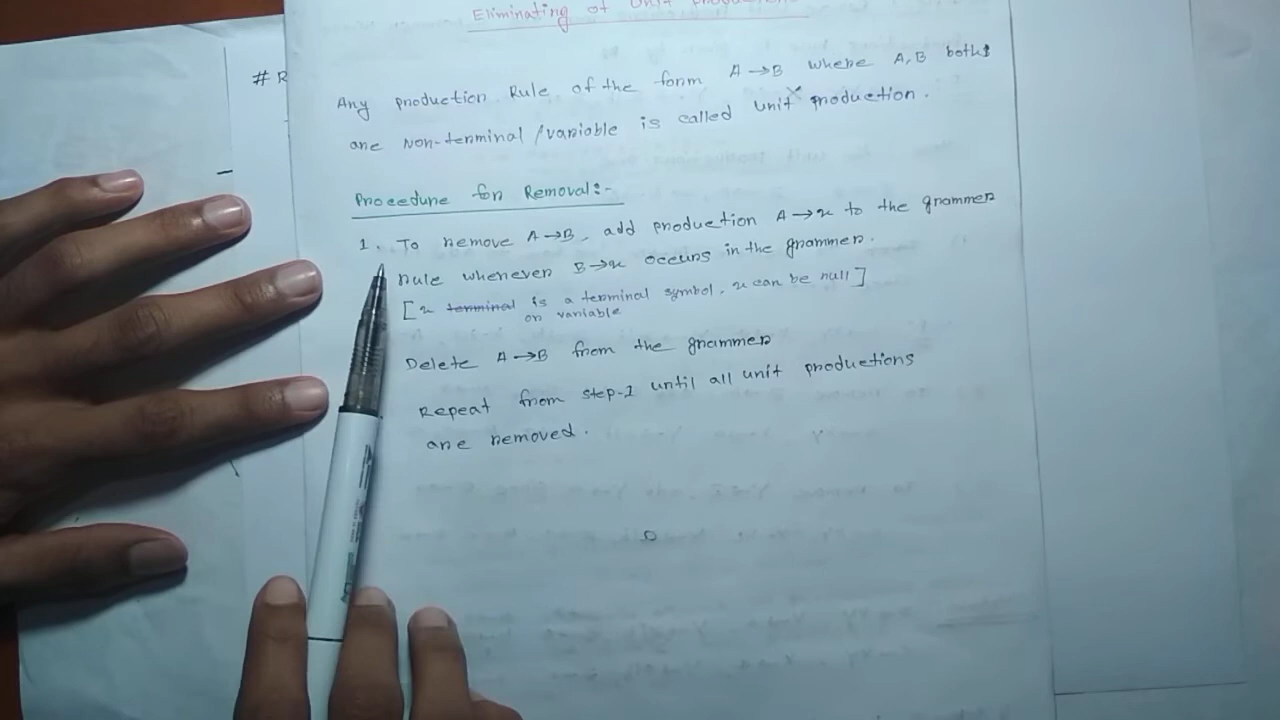 Eliminating of Unit Production
# R
Any production Rule of the form A→B where A, B both
are Non-terminal /variable is called unit production.
Procedure for Removal:-
1. To remove A→B, add production A→x to the grammer
rule whenever B→x occurs in the grammer.
[x terminal is a terminal symbol, x can be null]
or variable
Delete A→B from the grammer
Repeat from step-1 until all unit productions
are removed.